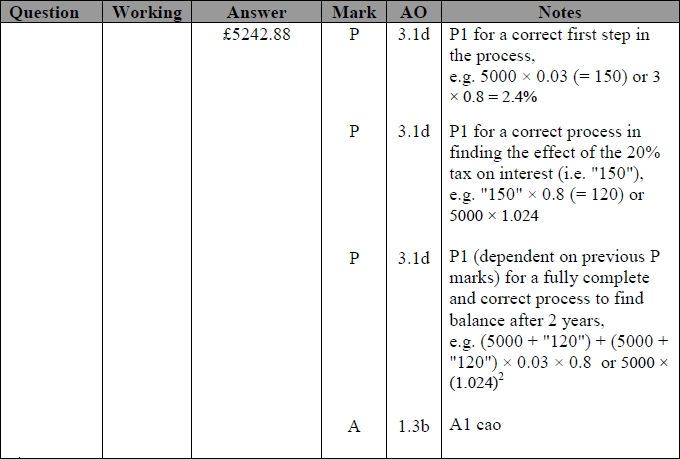 Question Working Answer Mark AO Notes
£5242.88 P 3.1d P1 for a correct first step in
the process,
e.g. 5000 × 0.03 (= 150) or 3
× 0.8 = 2.4%
P 3.1d P1 for a correct process in
finding the effect of the 20%
tax on interest (i.e. "150"),
e.g. "150" × 0.8 (= 120) or
5000 × 1.024
P 3.1d P1 (dependent on previous P
marks) for a fully complete
and correct process to find
balance after 2 years,
e.g. (5000 + "120") + (5000 +
"120") × 0.03 × 0.8 or 5000 ×
(1.024)²
A 1.3b A1 cao